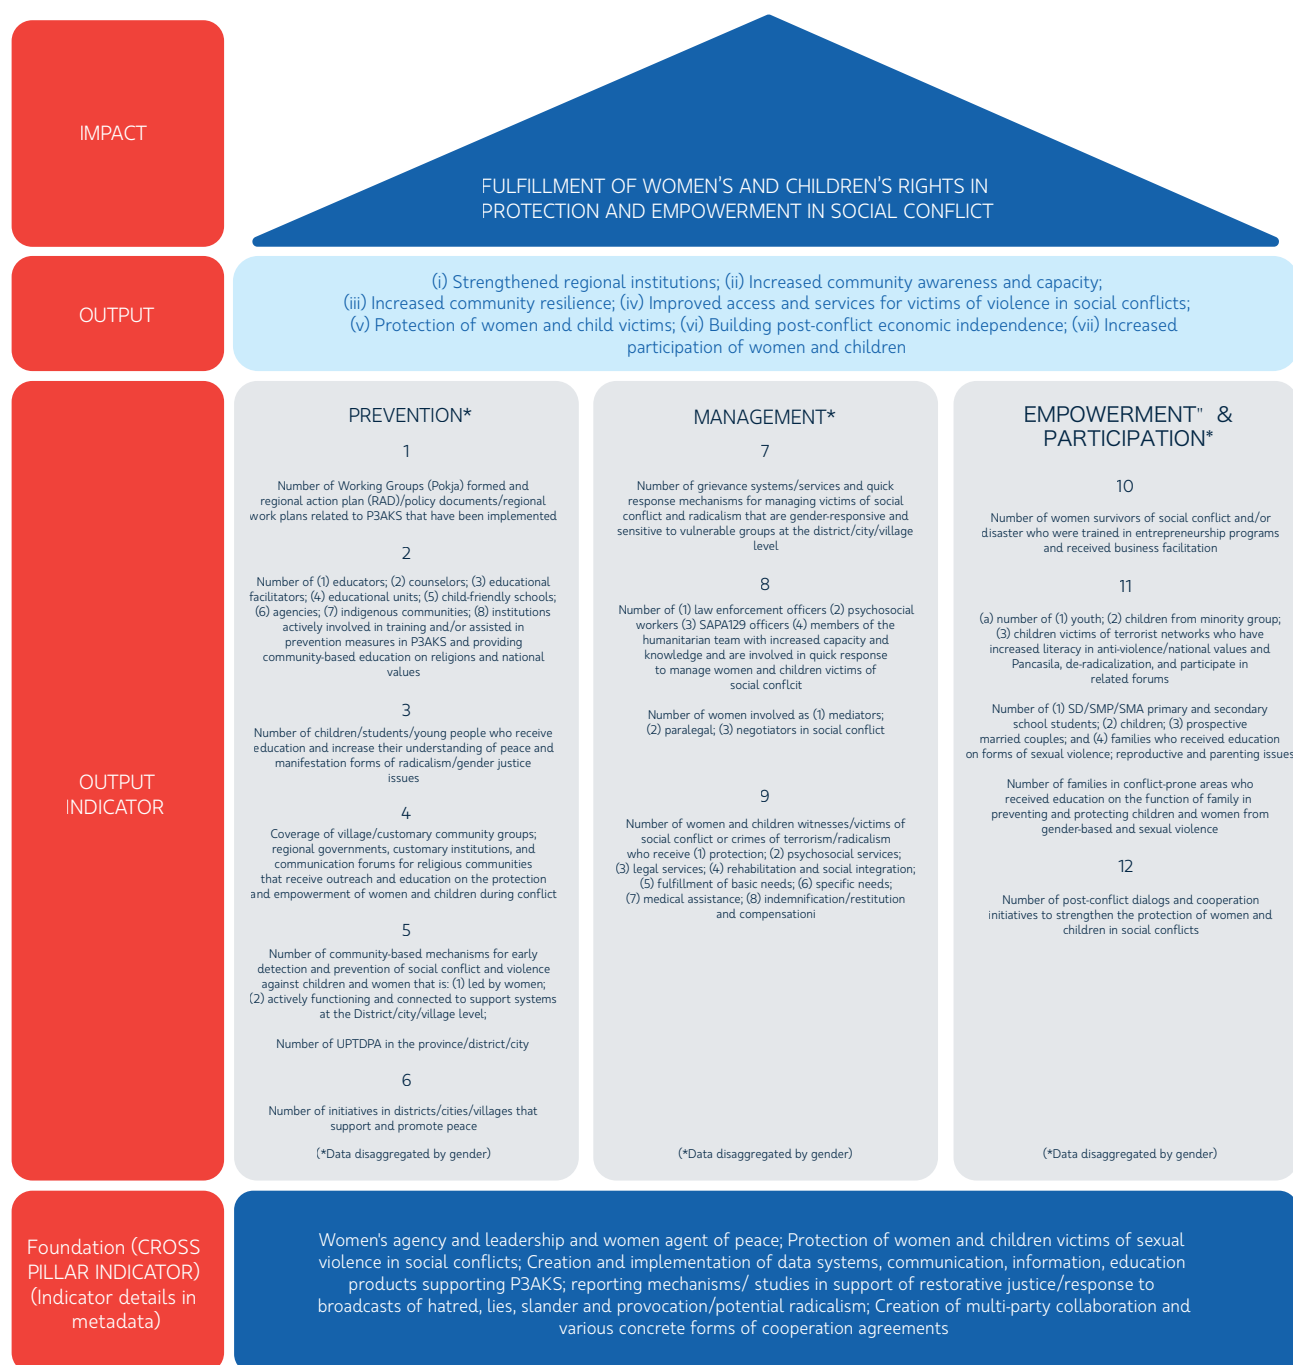 IMPACT
FULFILLMENT OF WOMEN'S AND CHILDREN'S RIGHTS IN
PROTECTION AND EMPOWERMENT IN SOCIAL CONFLICT
OUTPUT
(i) Strengthened regional institutions; (ii) Increased community awareness and capacity;
(iii) Increased community resilience; (iv) Improved access and services for victims of violence in social conflicts;
(v) Protection of women and child victims; (vi) Building post-conflict economic independence; (vii) Increased
participation of women and children
OUTPUT
INDICATOR
PREVENTION*
1
Number of Working Groups (Pokja) formed and
regional action plan (RAD)/policy documents/regional
work plans related to P3AKS that have been implemented
2
Number of (1) educators; (2) counselors; (3) educational
facilitators; (4) educational units; (5) child-friendly schools;
(6) agencies; (7) indigenous communities; (8) institutions
actively involved in training and/or assisted in
prevention measures in P3AKS and providing
community-based education on religions and national
values
3
Number of children/students/young people who receive
education and increase their understanding of peace and
manifestation forms of radicalism/gender justice
issues
4
Coverage of village/customary community groups;
regional governments, customary institutions, and
communication forums for religious communities
that receive outreach and education on the protection
and empowerment of women and children during conflict
5
Number of community-based mechanisms for early
detection and prevention of social conflict and violence
against children and women that is: (1) led by women;
(2) actively functioning and connected to support systems
at the District/city/village level;
Number of UPTDPA in the province/district/city
6
Number of initiatives in districts/cities/villages that
support and promote peace
(*Data disaggregated by gender)
MANAGEMENT*
7
Number of grievance systems/services and quick
response mechanisms for managing victims of social
conflict and radicalism that are gender-responsive and
sensitive to vulnerable groups at the district/city/village
level
8
Number of (1) law enforcement officers (2) psychosocial
workers (3) SAPA129 officers (4) members of the
humanitarian team with increased capacity and
knowledge and are involved in quick response
to manage women and children victims of
social conflcit
Number of women involved as (1) mediators;
(2) paralegal; (3) negotiators in social conflict
9
Number of women and children witnesses/victims of
social conflict or crimes of terrorism/radicalism
who receive (1) protection; (2) psychosocial services;
(3) legal services; (4) rehabilitation and social integration;
(5) fulfillment of basic needs; (6) specific needs;
(7) medical assistance; (8) indemnification/restitution
and compensationi
(*Data disaggregated by gender)
EMPOWERMENT" &
PARTICIPATION*
10
Number of women survivors of social conflict and/or
disaster who were trained in entrepreneurship programs
and received business facilitation
11
(a) number of (1) youth; (2) children from minority group;
(3) children victims of terrorist networks who have
increased literacy in anti-violence/national values and
Pancasila, de-radicalization, and participate in
related forums
Number of (1) SD/SMP/SMA primary and secondary
school students; (2) children; (3) prospective
married couples; and (4) families who received education
on forms of sexual violence; reproductive and parenting issues
Number of families in conflict-prone areas who
received education on the function of family in
preventing and protecting children and women from
gender-based and sexual violence
12
Number of post-conflict dialogs and cooperation
initiatives to strengthen the protection of women and
children in social conflicts
(*Data disaggregated by gender)
Foundation (CROSS
PILLAR INDICATOR)
(Indicator details in
metadata)
Women's agency and leadership and women agent of peace; Protection of women and children victims of sexual
violence in social conflicts; Creation and implementation of data systems, communication, information, education
products supporting P3AKS; reporting mechanisms/ studies in support of restorative justice/response to
broadcasts of hatred, lies, slander and provocation/potential radicalism; Creation of multi-party collaboration and
various concrete forms of cooperation agreements